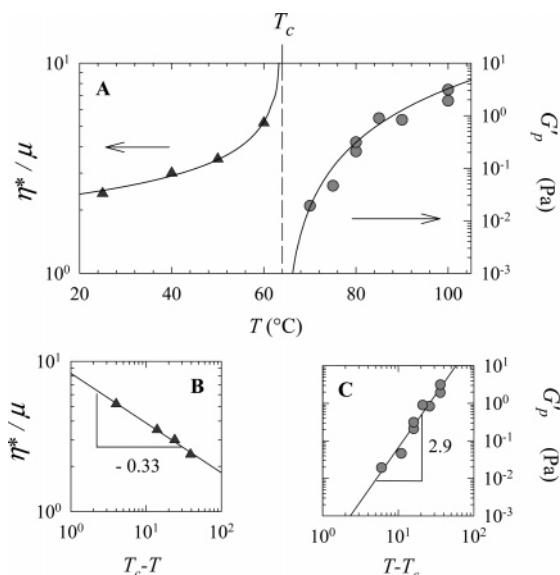 T_c
10^1
A
η* / μ
10^0
10^1
10^0
10^-1
10^-2
10^-3
G'_p (Pa)
20 40 60 80 100
T (°C)
10^1
B
η* / μ
- 0.33
10^0
10^0 10^1 10^2
T_c-T
C
2.9
10^1
10^0
10^-1
10^-2
10^-3
G'_p (Pa)
10^0 10^1 10^2
T-T_c